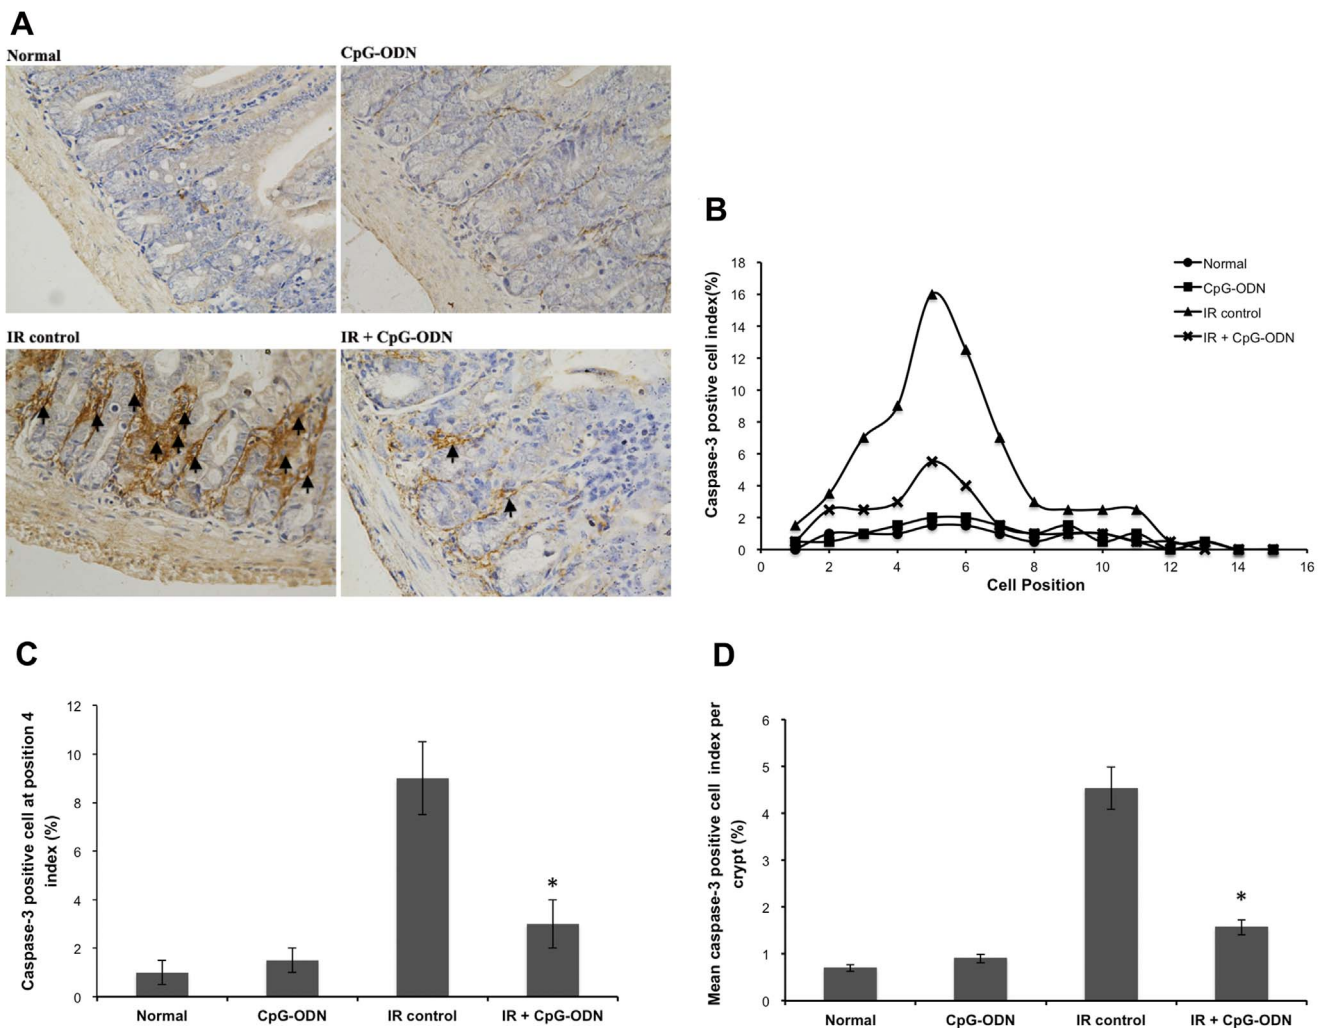 A
Normal
CpG-ODN
IR control
IR + CpG-ODN
B
Caspase-3 postive cell index(%)
18
16
14
12
10
8
6
4
2
0
0
2
4
6
8
10
12
14
16
Cell Position
Normal
CpG-ODN
IR control
IR + CpG-ODN
C
Caspase-3 positive cell at position 4
index (%)
12
10
8
6
4
2
0
*
Normal
CpG-ODN
IR control
IR + CpG-ODN
D
Mean caspase-3 positive cell index per
crypt (%)
6
5
4
3
2
1
0
*
Normal
CpG-ODN
IR control
IR + CpG-ODN